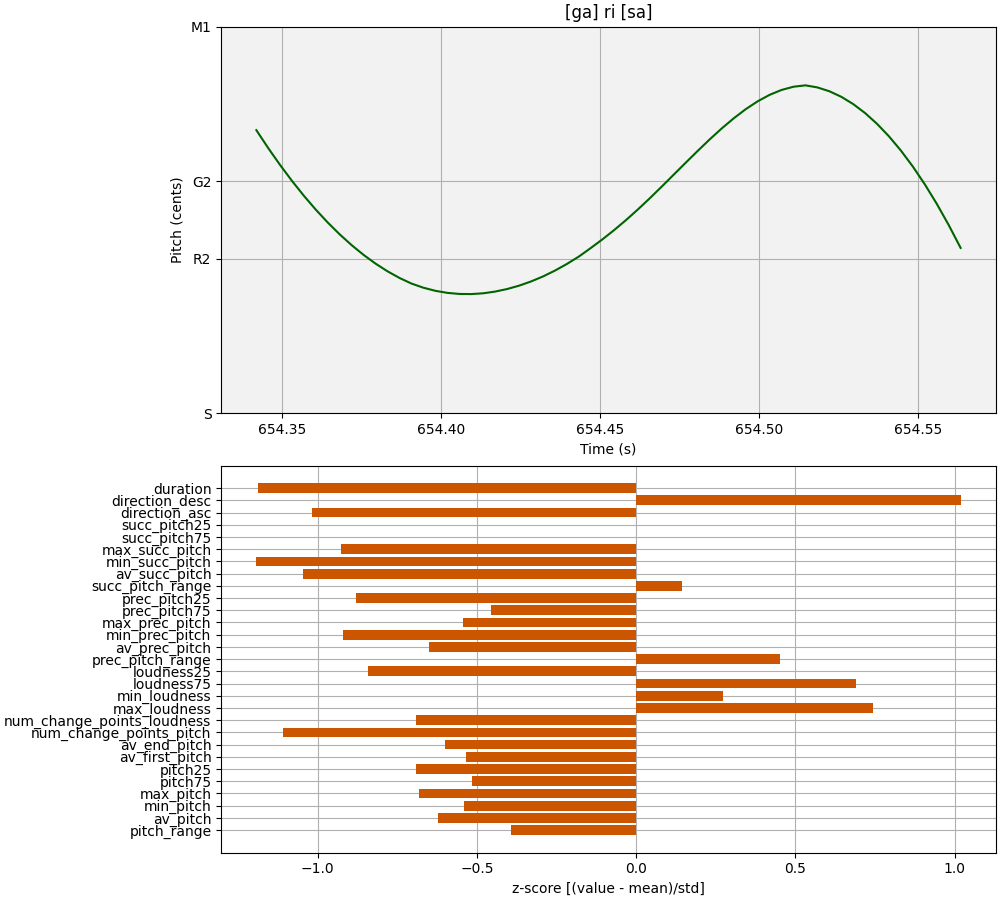 [ga] ri [sa]
M1
G2
R2
S
Pitch (cents)
654.35 654.40 654.45 654.50 654.55
Time (s)
duration
direction_desc
direction_asc
succ_pitch25
succ_pitch75
max_succ_pitch
min_succ_pitch
av_succ_pitch
succ_pitch_range
prec_pitch25
prec_pitch75
max_prec_pitch
min_prec_pitch
av_prec_pitch
prec_pitch_range
loudness25
loudness75
min_loudness
max_loudness
num_change_points_loudness
num_change_points_pitch
av_end_pitch
av_first_pitch
pitch25
pitch75
max_pitch
min_pitch
av_pitch
pitch_range
−1.0 −0.5 0.0 0.5 1.0
z-score [(value - mean)/std]